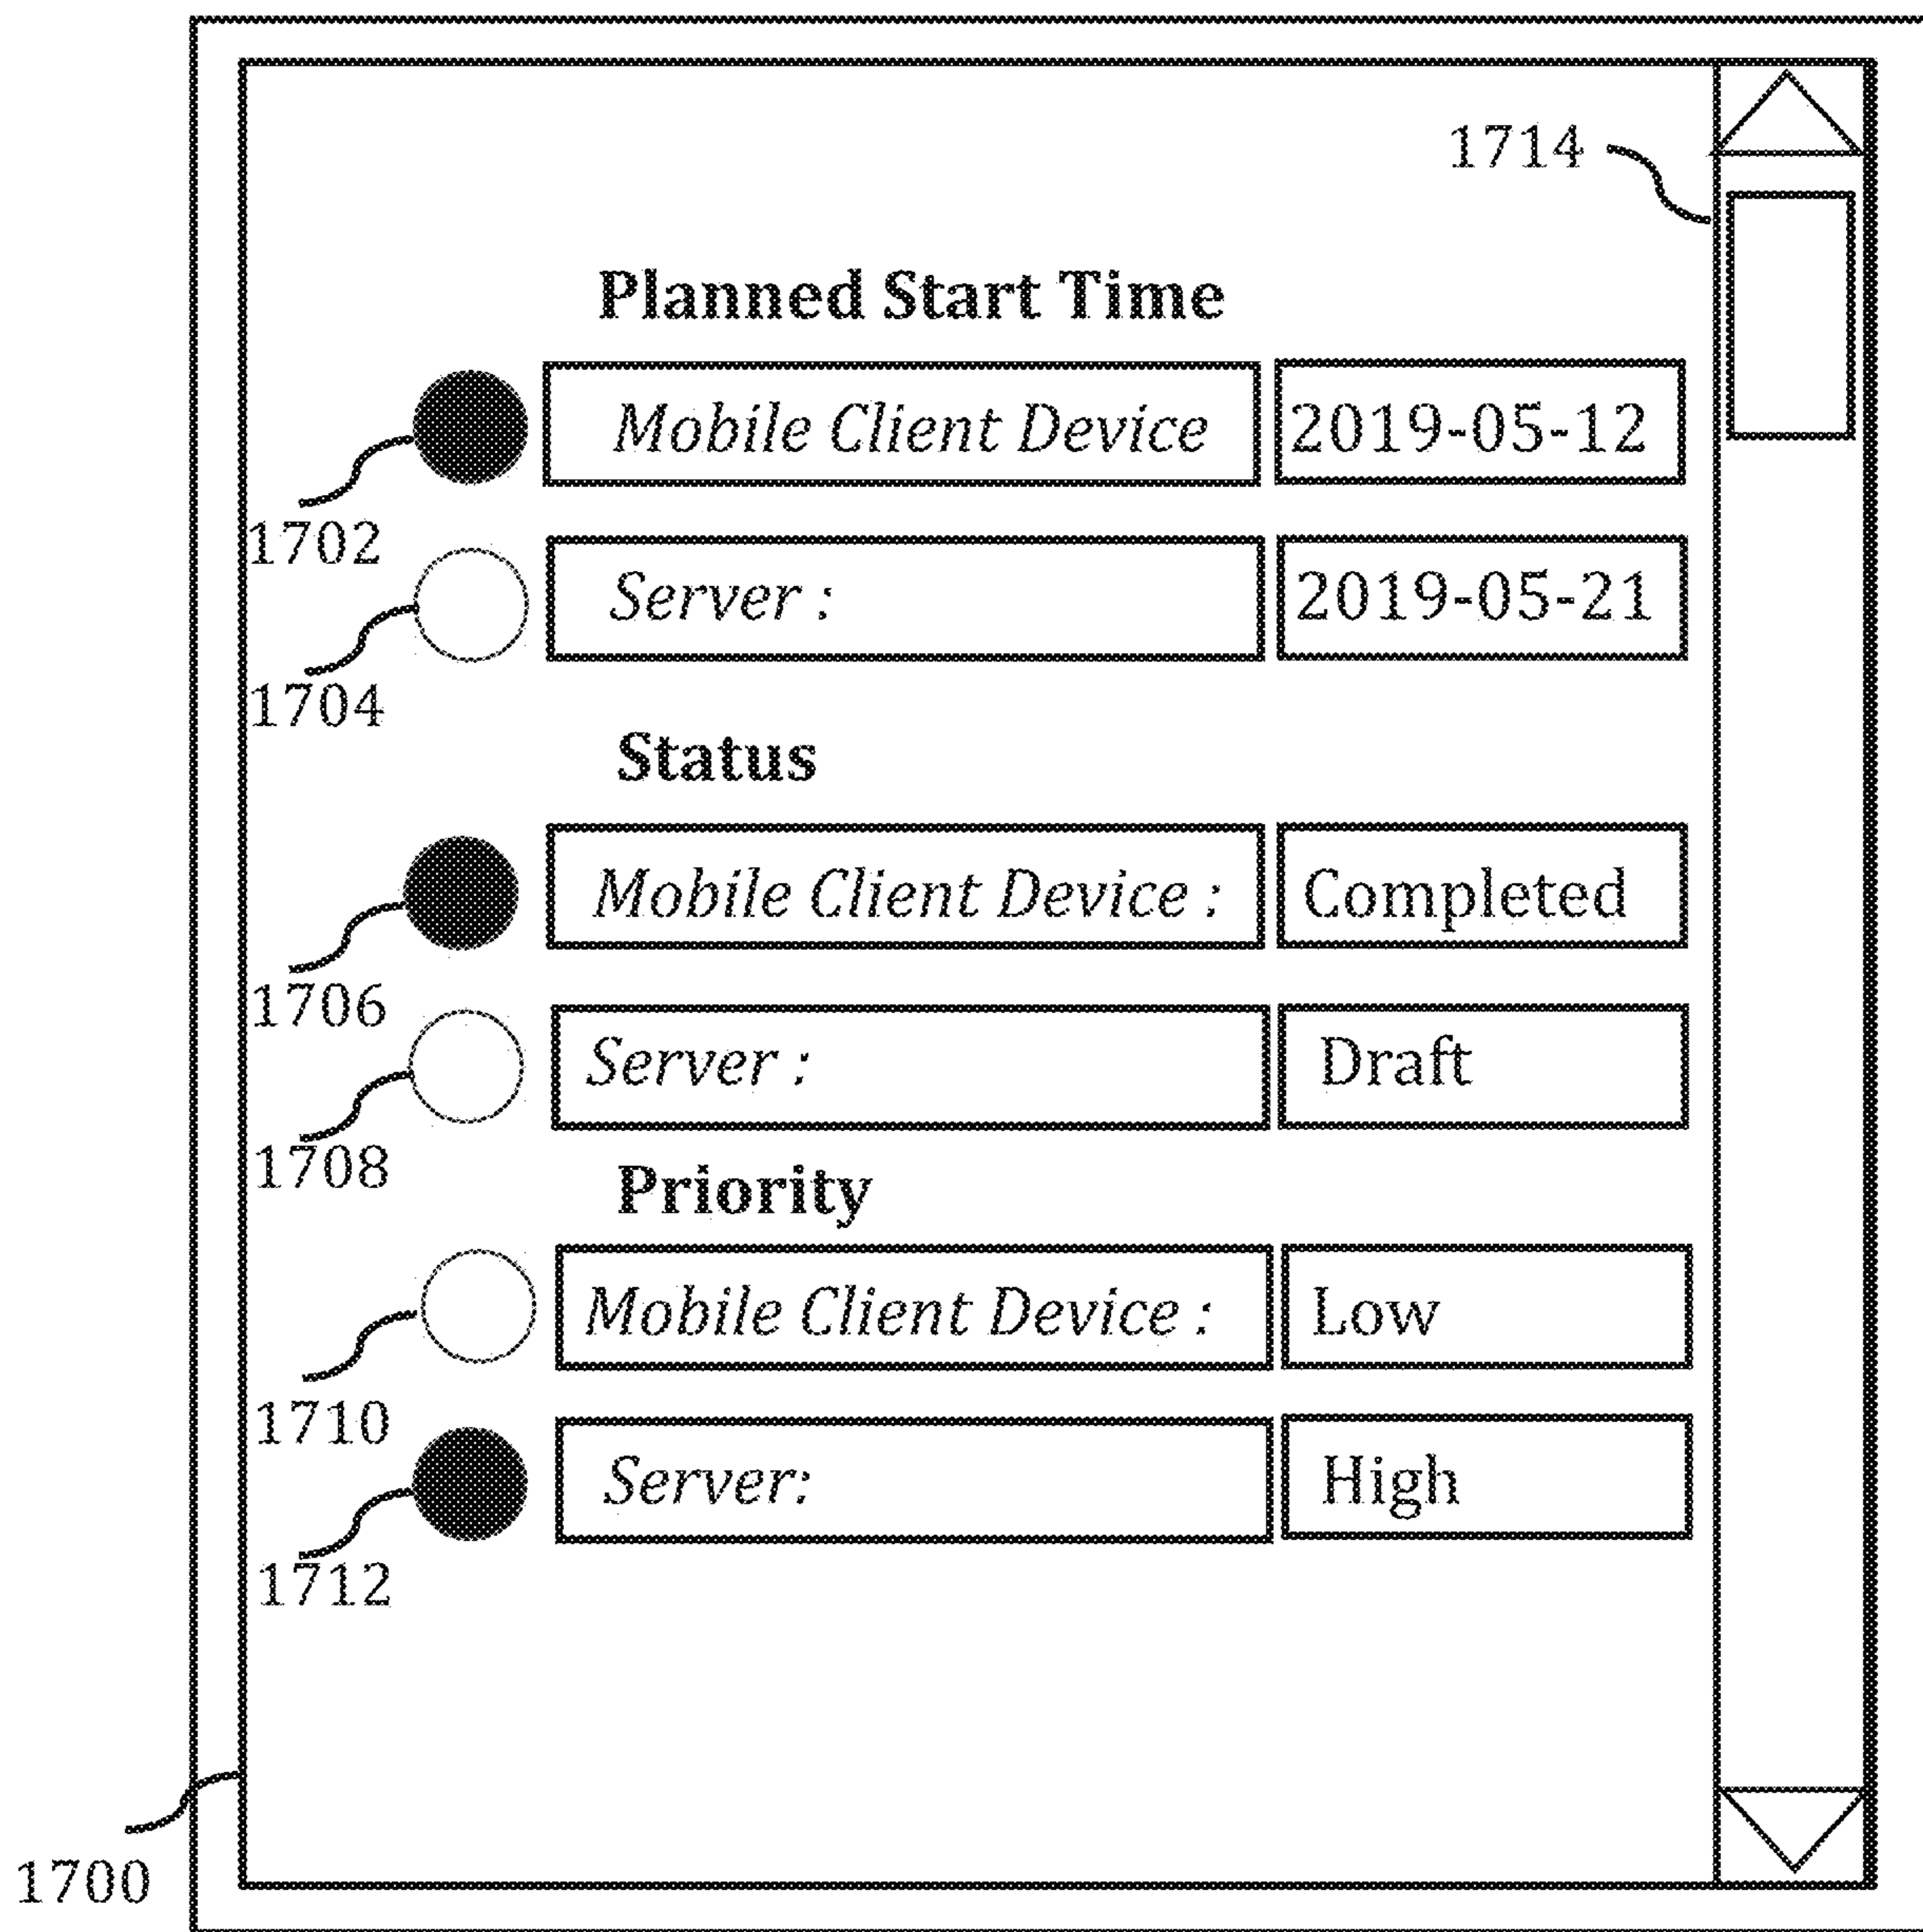 1714
Planned Start Time
Mobile Client Device 2019-05-12
1702
Server : 2019-05-21
1704
Status
Mobile Client Device : Completed
1706
Server : Draft
1708
Priority
Mobile Client Device : Low
1710
Server: High
1712
1700